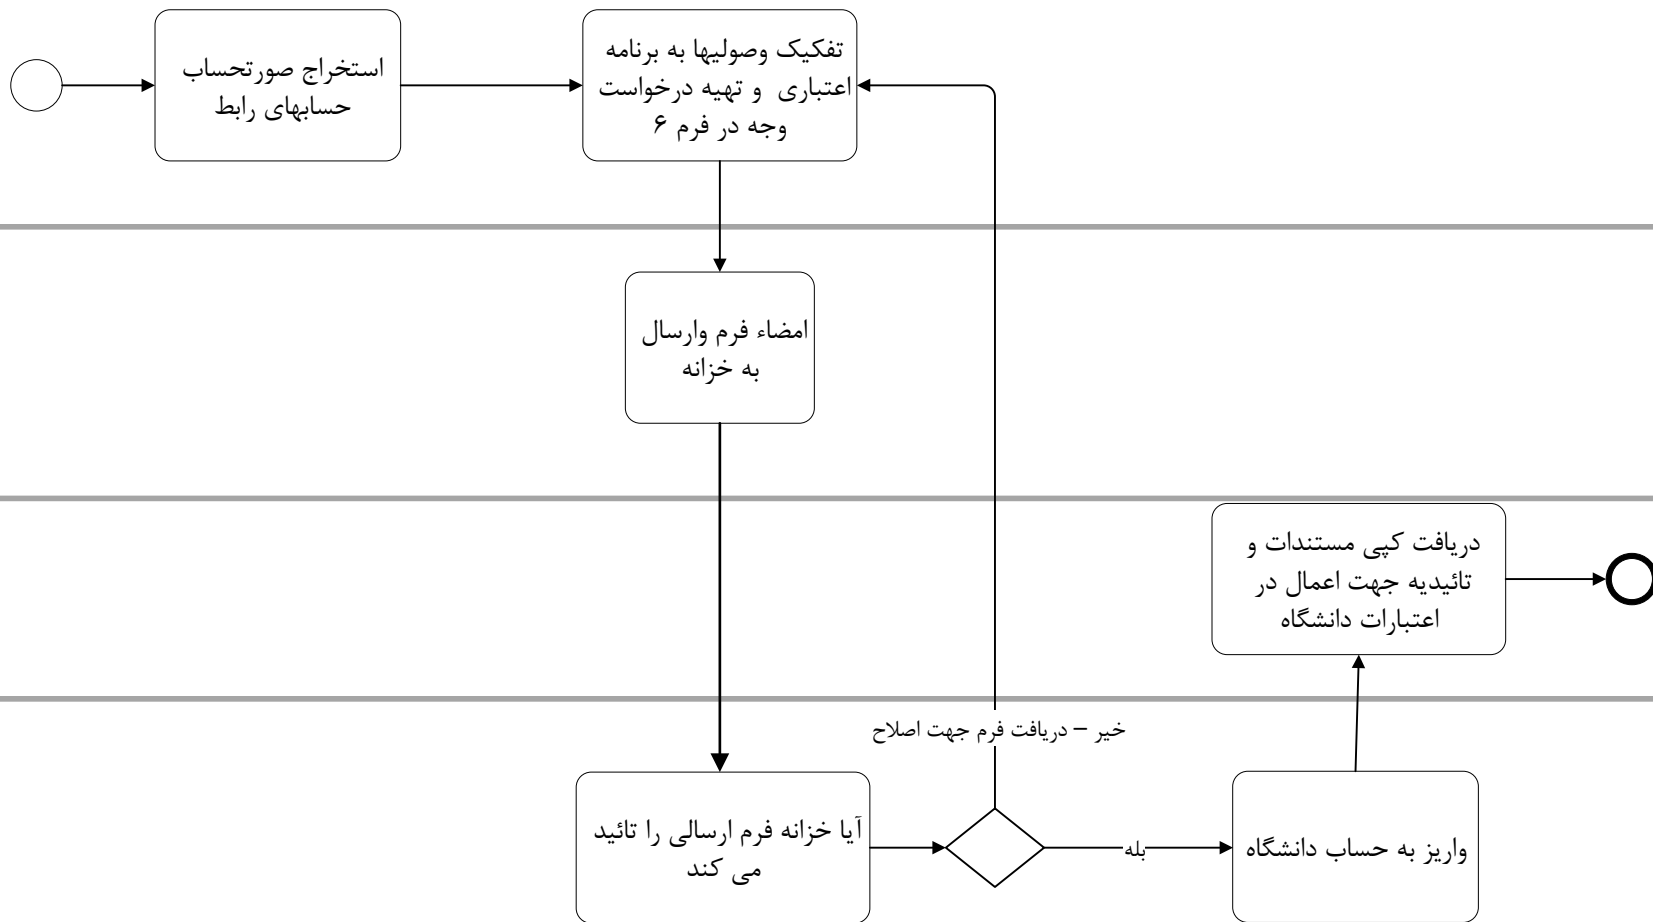 استخراج صورتحساب
حسابهای رابط
تفکیک وصولیها به برنامه
اعتباری و تهیه درخواست
وجه در فرم ۶
امضاء فرم وارسال
به خزانه
دریافت کپی مستندات و
تائیدیه جهت اعمال در
اعتبارات دانشگاه
خیر – دریافت فرم جهت اصلاح
آیا خزانه فرم ارسالی را تائید
می کند
بله
واریز به حساب دانشگاه